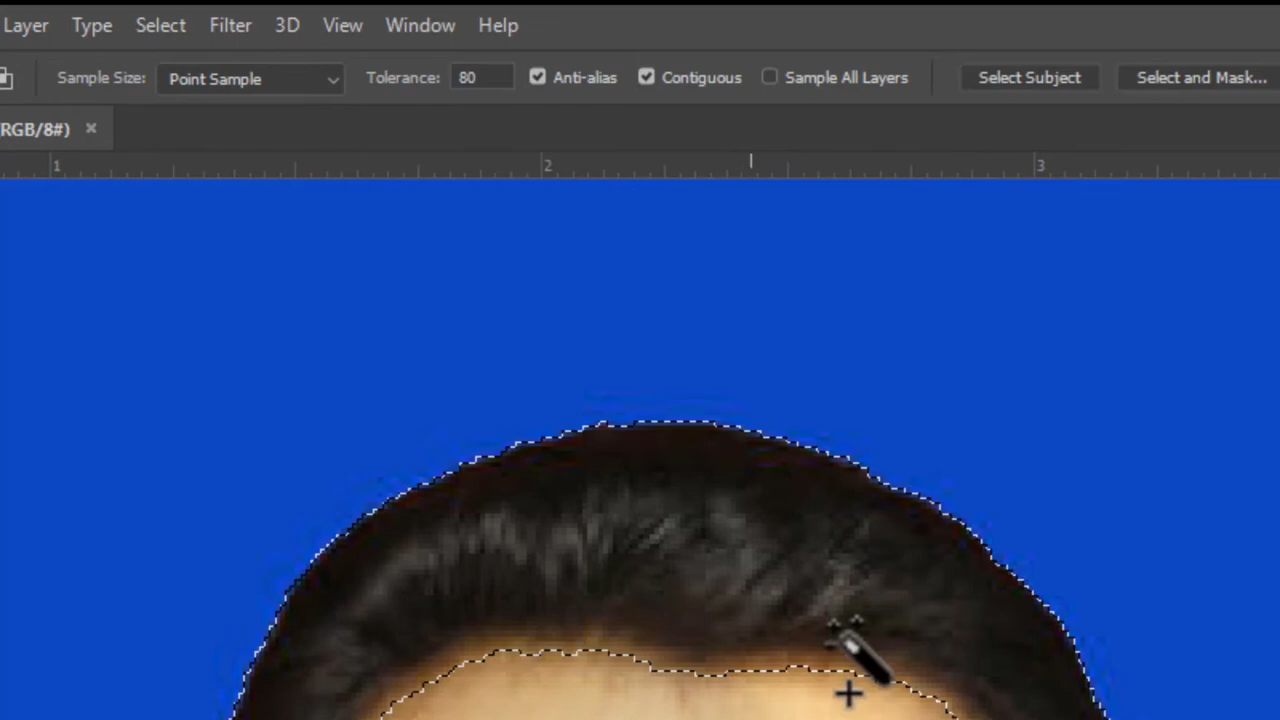 Layer Type Select Filter 3D View Window Help
Sample Size: Point Sample Tolerance: 80 Anti-alias Contiguous Sample All Layers Select Subject Select and Mask...
RGB/8#) ×
1 2 3